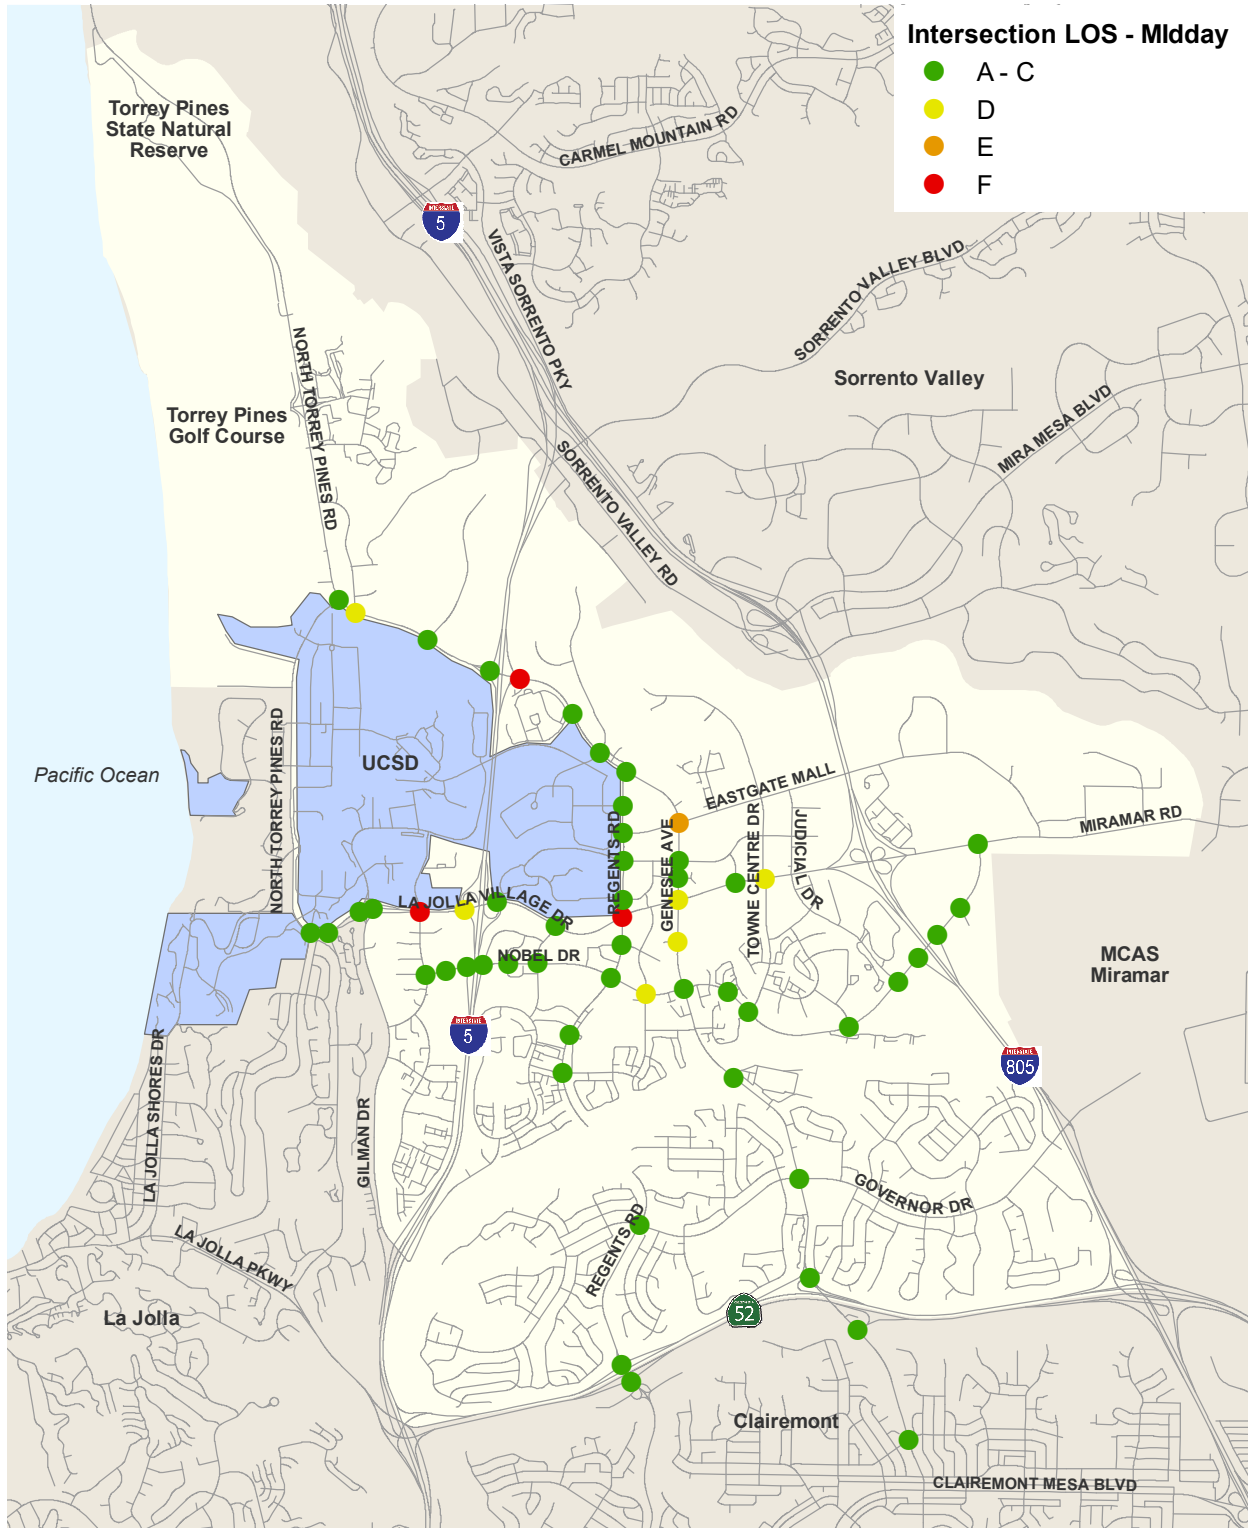 Intersection LOS - MIdday
A - C
D
E
F
Torrey Pines
State Natural
Reserve
CARMEL MOUNTAIN RD
INTERSTATE
5
VISTA SORRENTO PKY
SORRENTO VALLEY BLVD
NORTH TORREY PINES RD
Sorrento Valley
Torrey Pines
Golf Course
MIRA MESA BLVD
SORRENTO VALLEY RD
NORTH TORREY PINES RD
UCSD
Pacific Ocean
EASTGATE MALL
REGENTS RD
GENESEE AVE
TOWNE CENTRE DR
JUDICIAL DR
MIRAMAR RD
LA JOLLA VILLAGE DR
NOBEL DR
MCAS
Miramar
INTERSTATE
5
INTERSTATE
805
LA JOLLA SHORES DR
GILMAN DR
GOVERNOR DR
REGENTS RD
LA JOLLA PKWY
La Jolla
52
Clairemont
CLAIREMONT MESA BLVD